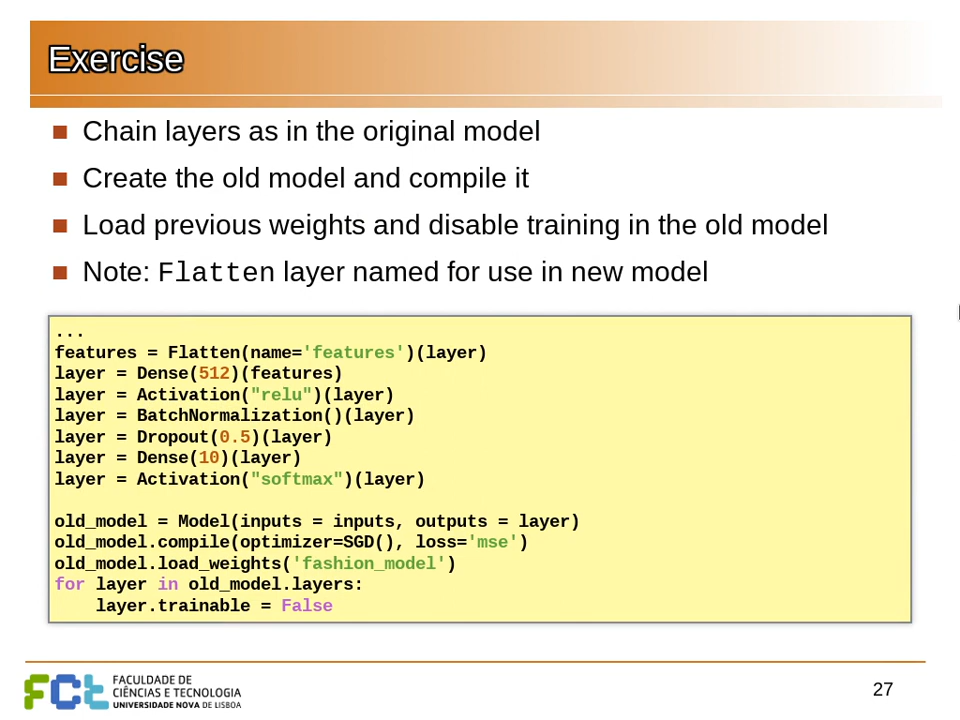 Exercise
Chain layers as in the original model
Create the old model and compile it
Load previous weights and disable training in the old model
Note: Flatten layer named for use in new model
...
features = Flatten(name='features')(layer)
layer = Dense(512)(features)
layer = Activation("relu")(layer)
layer = BatchNormalization()(layer)
layer = Dropout(0.5)(layer)
layer = Dense(10)(layer)
layer = Activation("softmax")(layer)
old_model = Model(inputs = inputs, outputs = layer)
old_model.compile(optimizer=SGD(), loss='mse')
old_model.load_weights('fashion_model')
for layer in old_model.layers:
    layer.trainable = False
FCt
FACULDADE DE
CIÊNCIAS E TECNOLOGIA
UNIVERSIDADE NOVA DE LISBOA
27